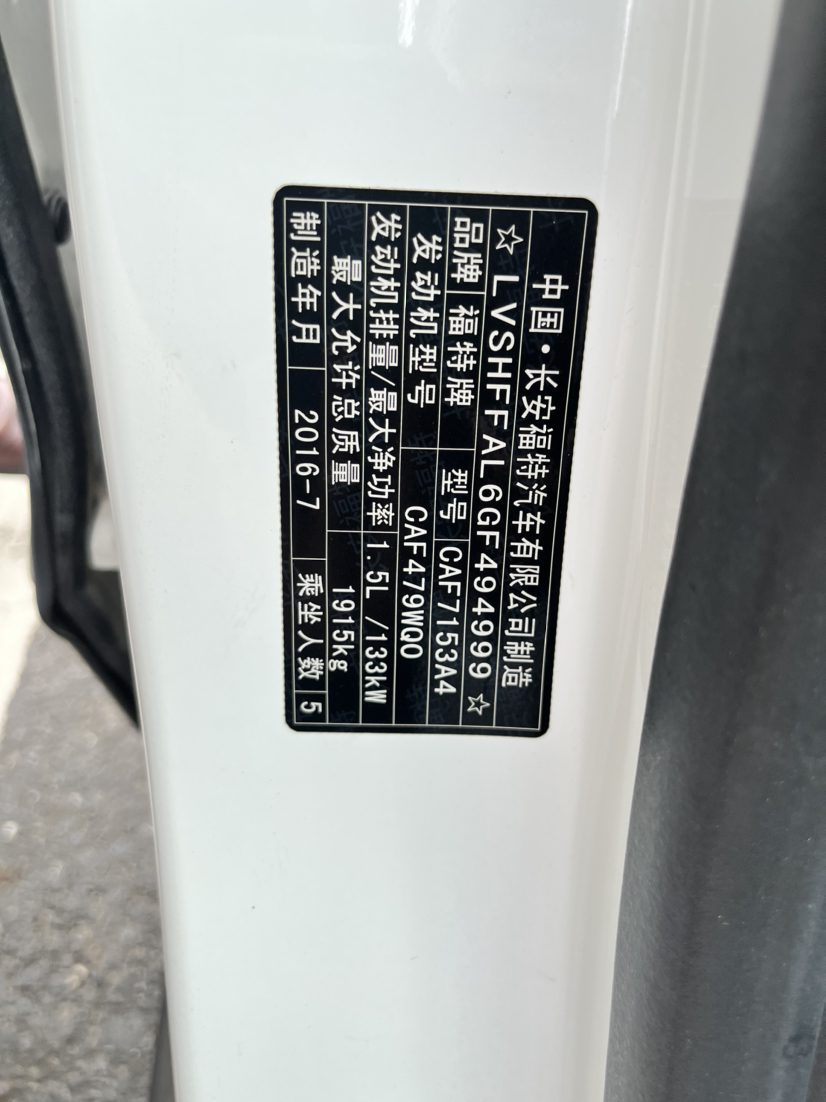 中国·长安福特汽车有限公司制造
☆LVSHFFAL6GF494999☆
品牌 福特牌 型号 CAF7153A4
发动机型号 CAF479WQ0
发动机排量/最大净功率 1.5L /133kW
最大允许总质量 1915kg
制造年月 2016-7 乘坐人数 5